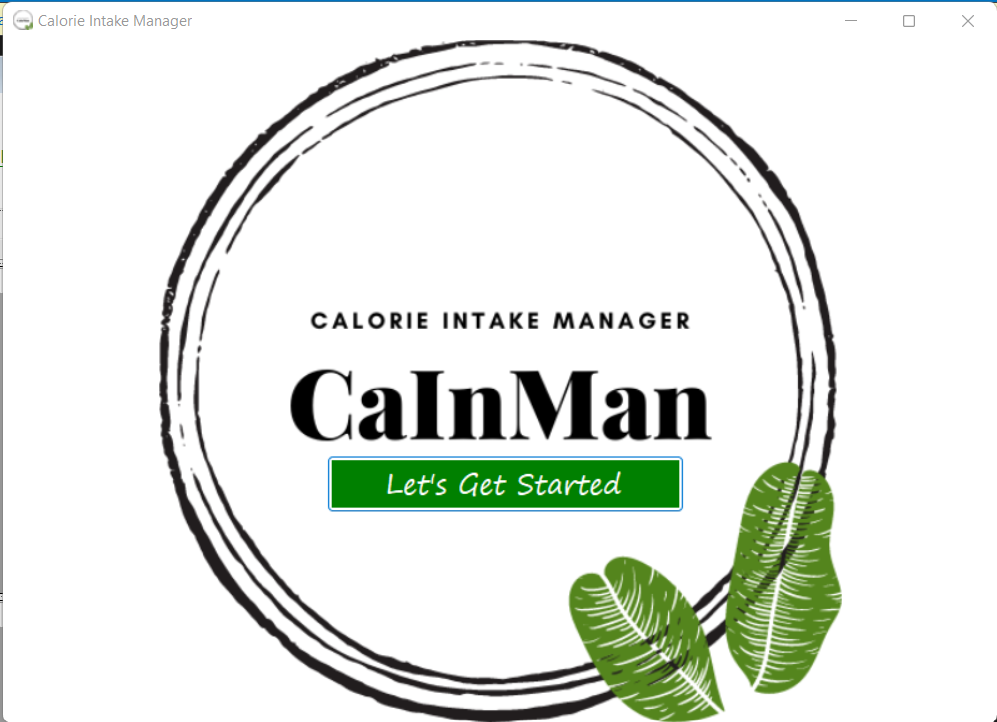 Calorie Intake Manager
CALORIE INTAKE MANAGER
CaInMan
Let's Get Started